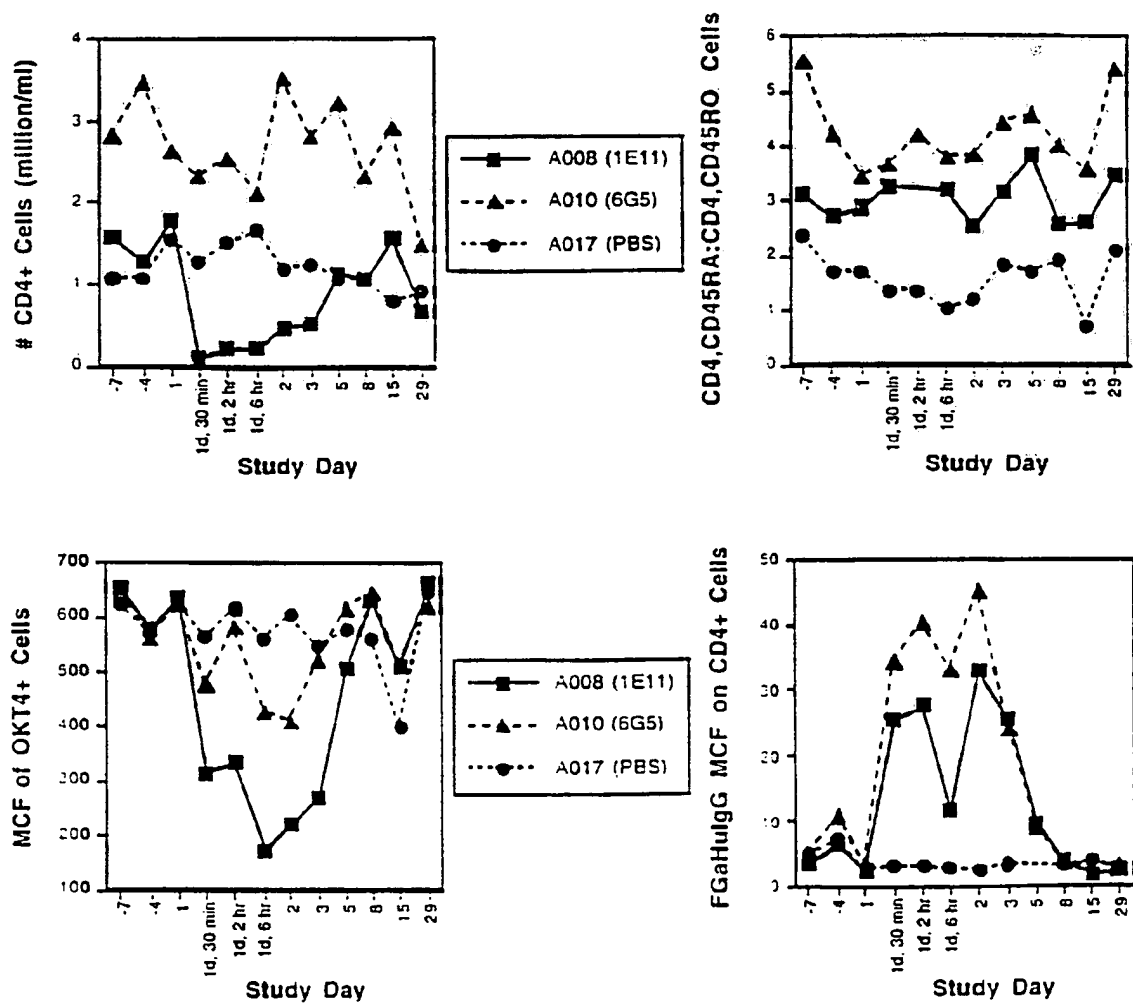 # CD4+ Cells (million/ml)
4
3
2
1
0
-7
-4
1
1d, 30 min
1d, 2 hr
1d, 6 hr
2
3
5
8
15
29
Study Day
A008 (1E11)
A010 (6G5)
A017 (PBS)
CD4,CD45RA:CD4,CD45RO Cells
6
5
4
3
2
1
0
-7
-4
1
1d, 30 min
1d, 2 hr
1d, 6 hr
2
3
5
8
15
29
Study Day
MCF of OKT4+ Cells
700
600
500
400
300
200
100
-7
-4
1
1d, 30 min
1d, 2 hr
1d, 6 hr
2
3
5
8
15
29
Study Day
A008 (1E11)
A010 (6G5)
A017 (PBS)
FGaHuIgG MCF on CD4+ Cells
50
40
30
20
10
0
-7
-4
1
1d, 30 min
1d, 2 hr
1d, 6 hr
2
3
5
8
15
29
Study Day